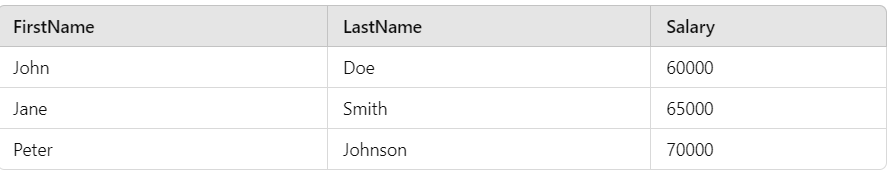 FirstName LastName Salary
John Doe 60000
Jane Smith 65000
Peter Johnson 70000